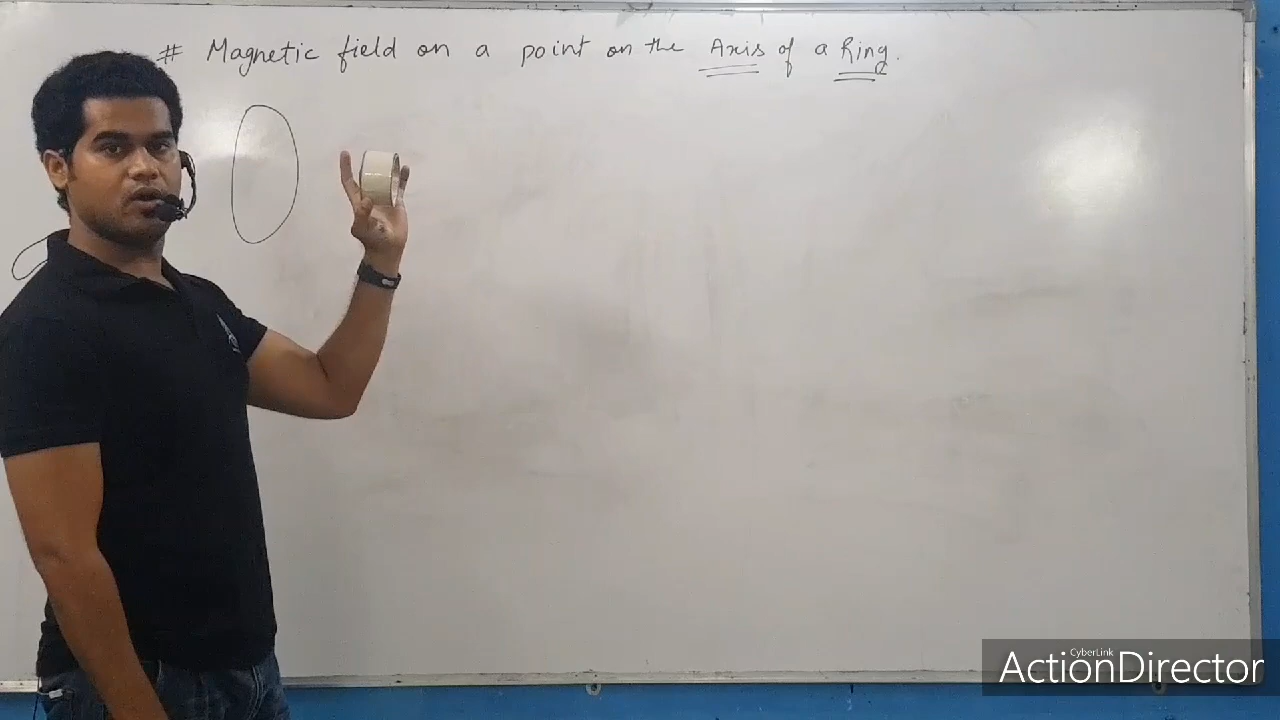 # Magnetic field on a point on the Axis of a Ring.
CyberLink
ActionDirector